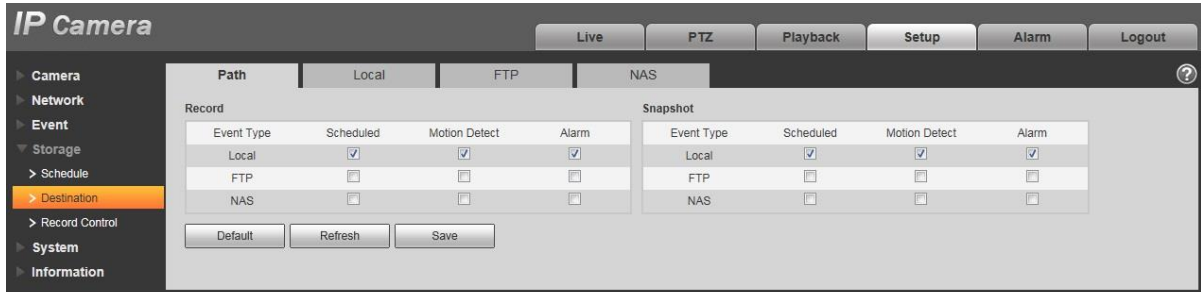 IP Camera
Live PTZ Playback Setup Alarm Logout
Camera
Network
Event
Storage
> Schedule
> Destination
> Record Control
System
Information
Path Local FTP NAS
?
Record
Event Type Scheduled Motion Detect Alarm
Local
FTP
NAS
Snapshot
Event Type Scheduled Motion Detect Alarm
Local
FTP
NAS
Default Refresh Save